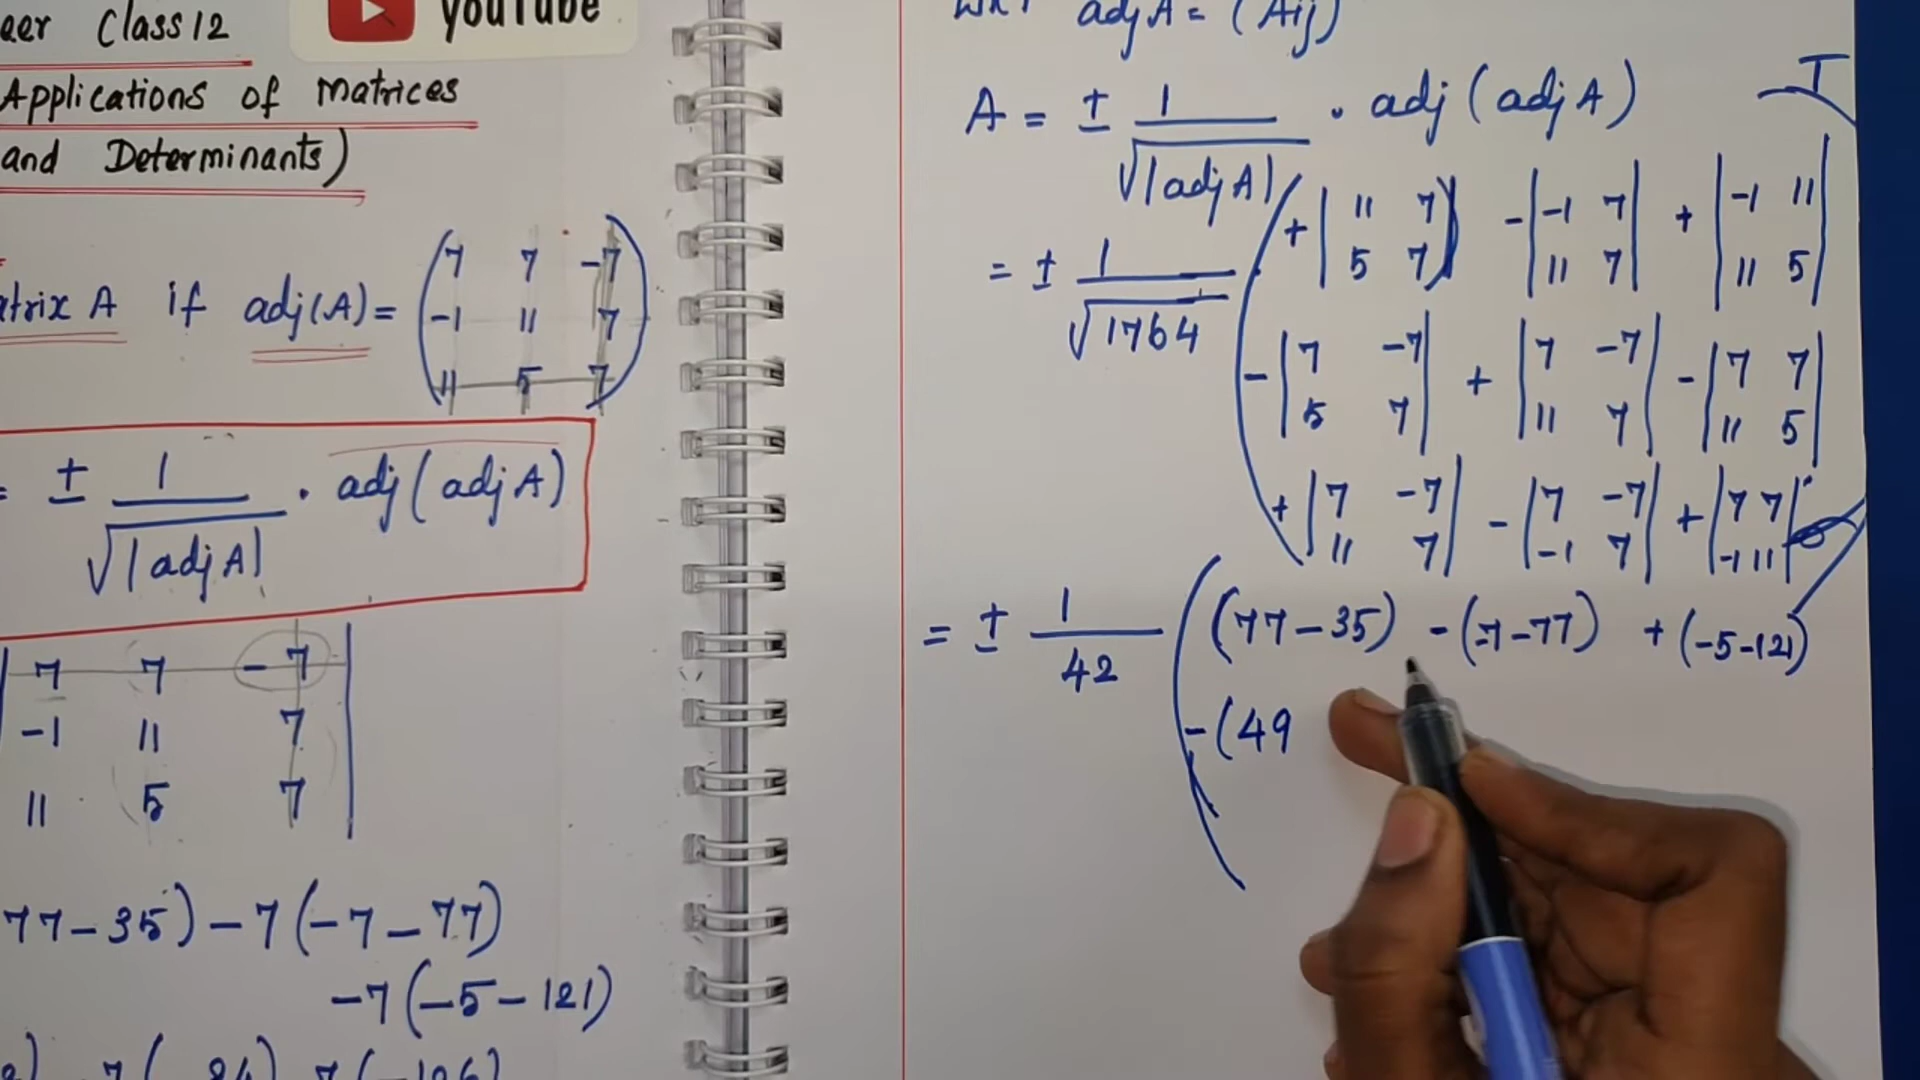 Class 12
YouTube
Applications of Matrices
and Determinants)
A if adj(A) = ( 7 7 -7
-1 11 7
11 5 7 )
= ± 1/√|adj A| · adj(adj A)
| 7 7 -7
-1 11 7
11 5 7 |
77-35) -7(-7-77)
-7(-5-121)
adj A = (Aij)
T
A = ± 1/√|adj A| · adj(adj A)
= ± 1/√1764 ( +|11 7; 5 7| -|-1 7; 11 7| +|-1 11; 11 5|
-|7 -7; 5 7| +|7 -7; 11 7| -|7 7; 11 5|
+|7 -7; 11 7| -|7 -7; -1 7| +|7 7; -1 11|
= ± 1/42 ( (77-35) -(-7-77) +(-5-121)
-(49